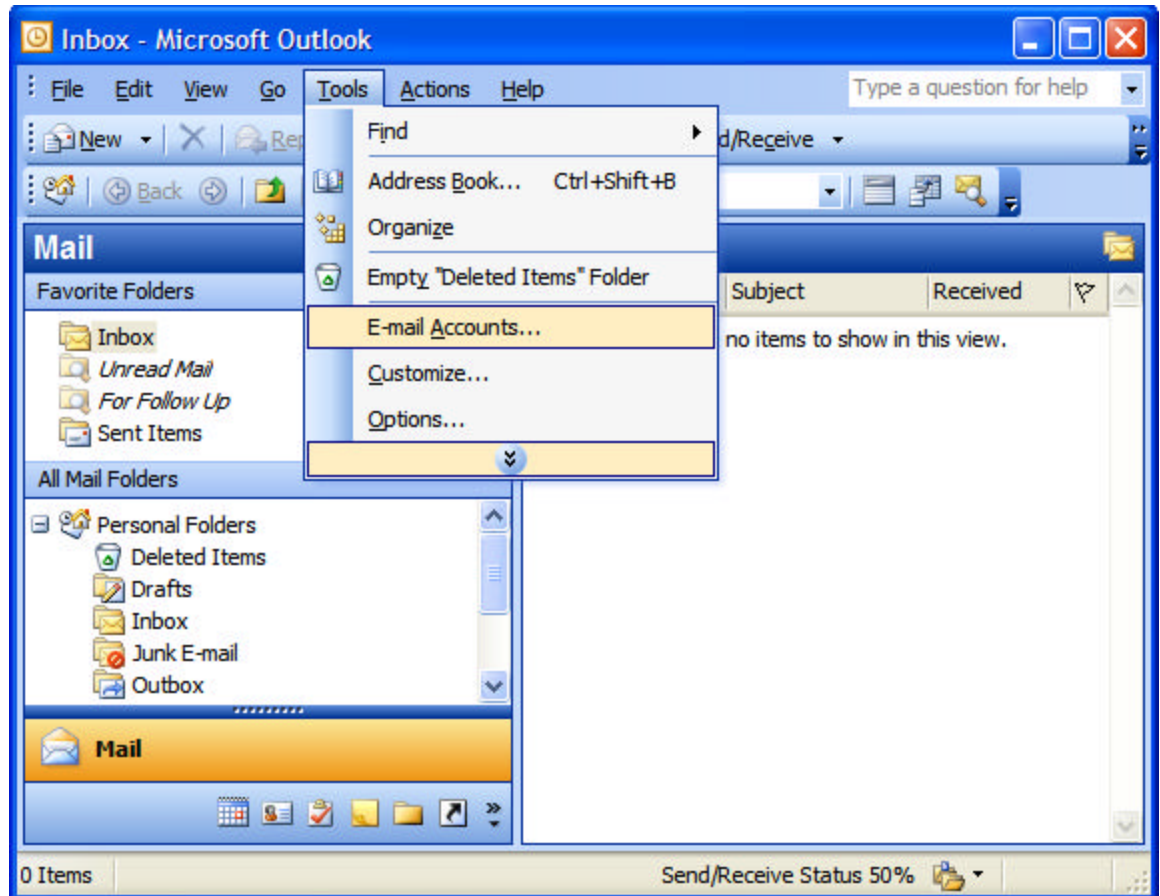 Inbox - Microsoft Outlook
File Edit View Go Tools Actions Help Type a question for help
New Rep d/Receive
Back
Find
Address Book... Ctrl+Shift+B
Organize
Empty "Deleted Items" Folder
E-mail Accounts...
Customize...
Options...
Mail
Favorite Folders
Inbox
Unread Mail
For Follow Up
Sent Items
All Mail Folders
Personal Folders
Deleted Items
Drafts
Inbox
Junk E-mail
Outbox
Mail
Subject Received
no items to show in this view.
0 Items Send/Receive Status 50%